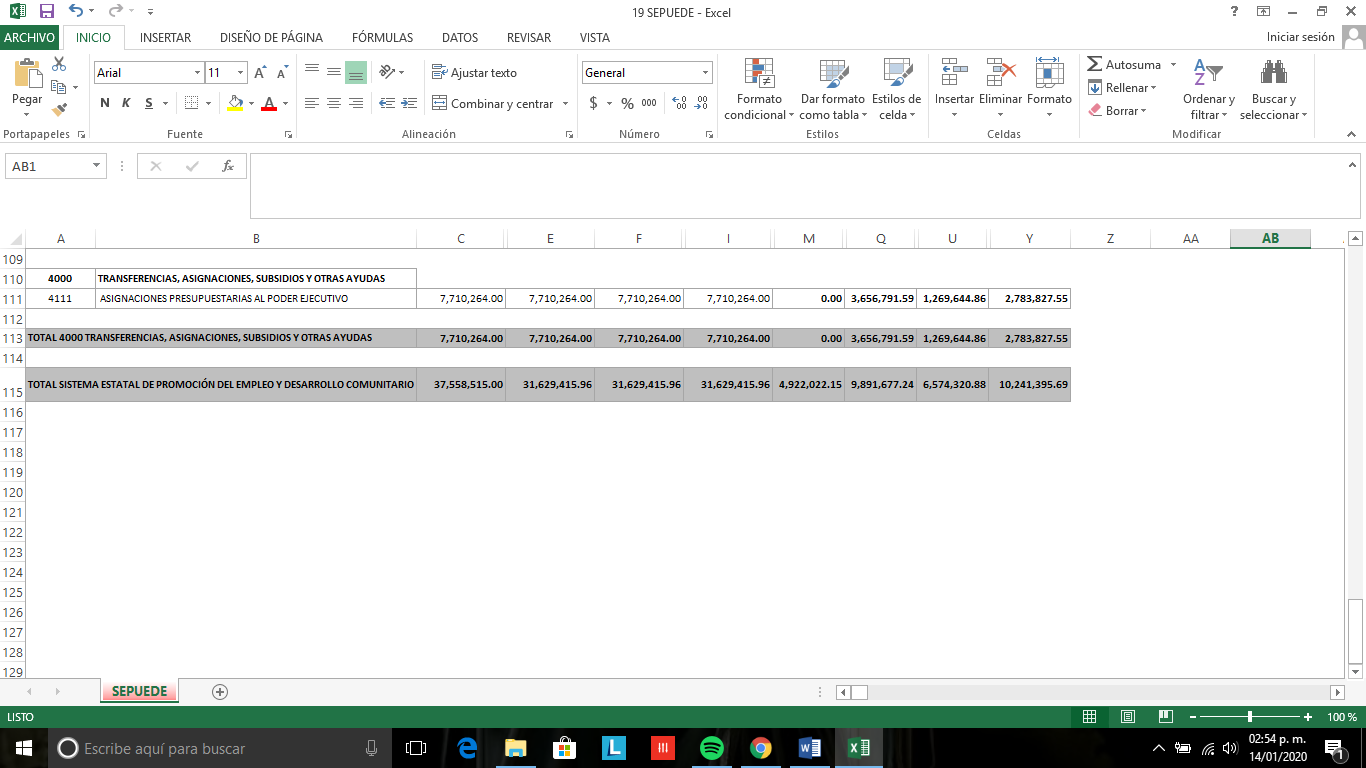 19 SEPUEDE - Excel
?
ARCHIVO INICIO INSERTAR DISEÑO DE PÁGINA FÓRMULAS DATOS REVISAR VISTA Iniciar sesión
Pegar
Portapapeles
Arial 11 A A
N K S A
Fuente
Ajustar texto
Combinar y centrar
Alineación
General
$ % 000
Número
Formato condicional
Dar formato como tabla
Estilos de celda
Estilos
Insertar Eliminar Formato
Celdas
Autosuma
Rellenar
Borrar
Ordenar y filtrar
Buscar y seleccionar
Modificar
AB1 fx
A B C E F I M Q U Y Z AA AB
109
110 4000 TRANSFERENCIAS, ASIGNACIONES, SUBSIDIOS Y OTRAS AYUDAS
111 4111 ASIGNACIONES PRESUPUESTARIAS AL PODER EJECUTIVO 7,710,264.00 7,710,264.00 7,710,264.00 7,710,264.00 0.00 3,656,791.59 1,269,644.86 2,783,827.55
112
113 TOTAL 4000 TRANSFERENCIAS, ASIGNACIONES, SUBSIDIOS Y OTRAS AYUDAS 7,710,264.00 7,710,264.00 7,710,264.00 7,710,264.00 0.00 3,656,791.59 1,269,644.86 2,783,827.55
114
115 TOTAL SISTEMA ESTATAL DE PROMOCIÓN DEL EMPLEO Y DESARROLLO COMUNITARIO 37,558,515.00 31,629,415.96 31,629,415.96 31,629,415.96 4,922,022.15 9,891,677.24 6,574,320.88 10,241,395.69
116
117
118
119
120
121
122
123
124
125
126
127
128
129
SEPUEDE
LISTO 100 %
Escribe aquí para buscar
02:54 p. m.
14/01/2020
1